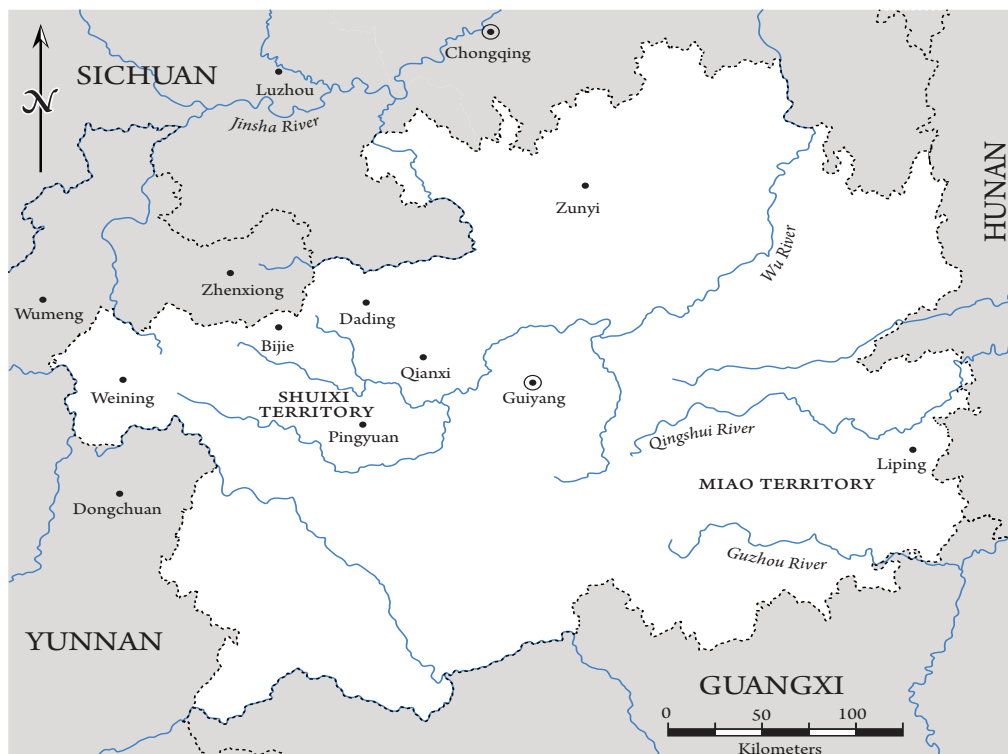 Chongqing
SICHUAN
Luzhou
N
Jinsha River
HUNAN
Zunyi
Wu River
Zhenxiong
Wumeng
Dading
Bijie
Qianxi
Weining
SHUIXI
TERRITORY
Guiyang
Pingyuan
Qingshui River
Liping
MIAO TERRITORY
Dongchuan
Guzhou River
YUNNAN
GUANGXI
0 50 100
Kilometers